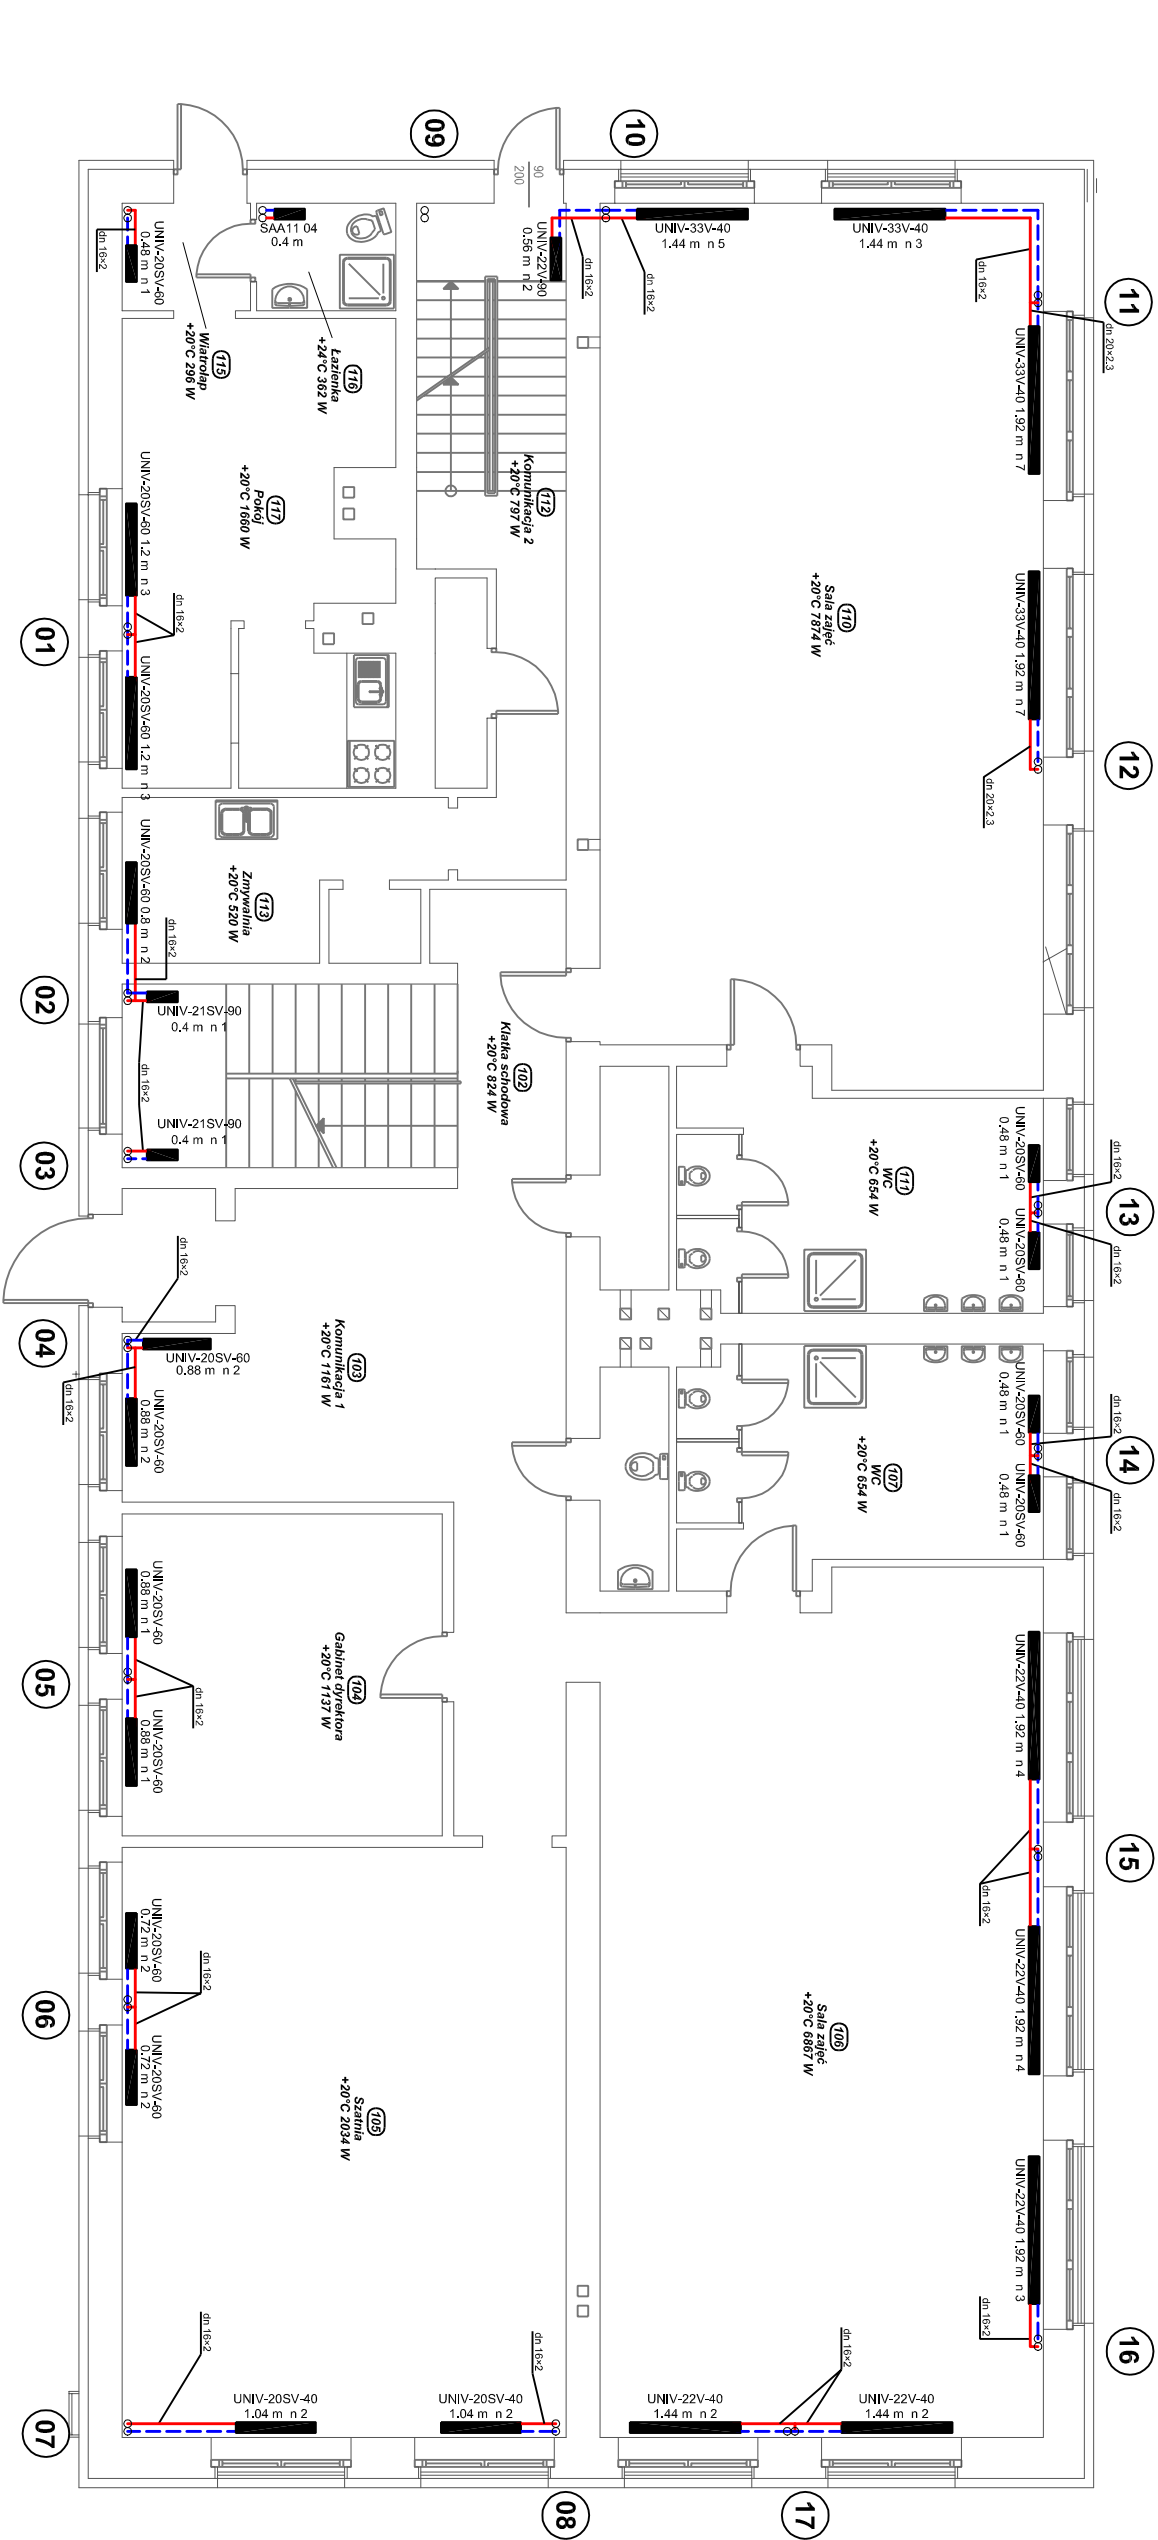 09
10
90
200
UNIV-20SV-60
0.48 m n 1
dn 16×2
SAA11 04
0.4 m
UNIV-22V-90
0.56 m n 2
dn 16×2
dn 16×2
UNIV-33V-40
1.44 m n 5
UNIV-33V-40
1.44 m n 3
dn 16×2
11
dn 20×2.3
UNIV-33V-40 1.92 m n 7
115
Wiatrołap
+20°C 296 W
116
Łazienka
+24°C 362 W
117
Pokój
+20°C 1660 W
112
Komunikacja 2
+20°C 797 W
110
Sala zajęć
+20°C 7874 W
UNIV-33V-40 1.92 m n 7
dn 20×2.3
12
UNIV-20SV-60 1.2 m n 3
dn 16×2
01
UNIV-20SV-60 1.2 m n 3
UNIV-20SV-60 0.8 m n 2
dn 16×2
113
Zmywalnia
+20°C 520 W
02
UNIV-21SV-90
0.4 m n 1
dn 16×2
UNIV-21SV-90
0.4 m n 1
03
102
Klatka schodowa
+20°C 824 W
111
WC
+20°C 654 W
UNIV-20SV-60
0.48 m n 1
dn 16×2
13
UNIV-20SV-60
0.48 m n 1
dn 16×2
dn 16×2
04
UNIV-20SV-60
0.88 m n 2
dn 16×2
UNIV-20SV-60
0.88 m n 2
103
Komunikacja 1
+20°C 1161 W
107
WC
+20°C 654 W
UNIV-20SV-60
0.48 m n 1
dn 16×2
14
UNIV-20SV-60
0.48 m n 1
dn 16×2
UNIV-20SV-60
0.88 m n 1
05
dn 16×2
UNIV-20SV-60
0.88 m n 1
104
Gabinet dyrektora
+20°C 1137 W
UNIV-22V-40 1.92 m n 4
15
dn 16×2
UNIV-22V-40 1.92 m n 4
UNIV-20SV-60
0.72 m n 2
dn 16×2
06
UNIV-20SV-60
0.72 m n 2
105
Szatnia
+20°C 2034 W
106
Sala zajęć
+20°C 6867 W
UNIV-22V-40 1.92 m n 3
dn 16×2
16
dn 16×2
dn 16×2
dn 16×2
UNIV-20SV-40
1.04 m n 2
UNIV-20SV-40
1.04 m n 2
UNIV-22V-40
1.44 m n 2
UNIV-22V-40
1.44 m n 2
07
08
17